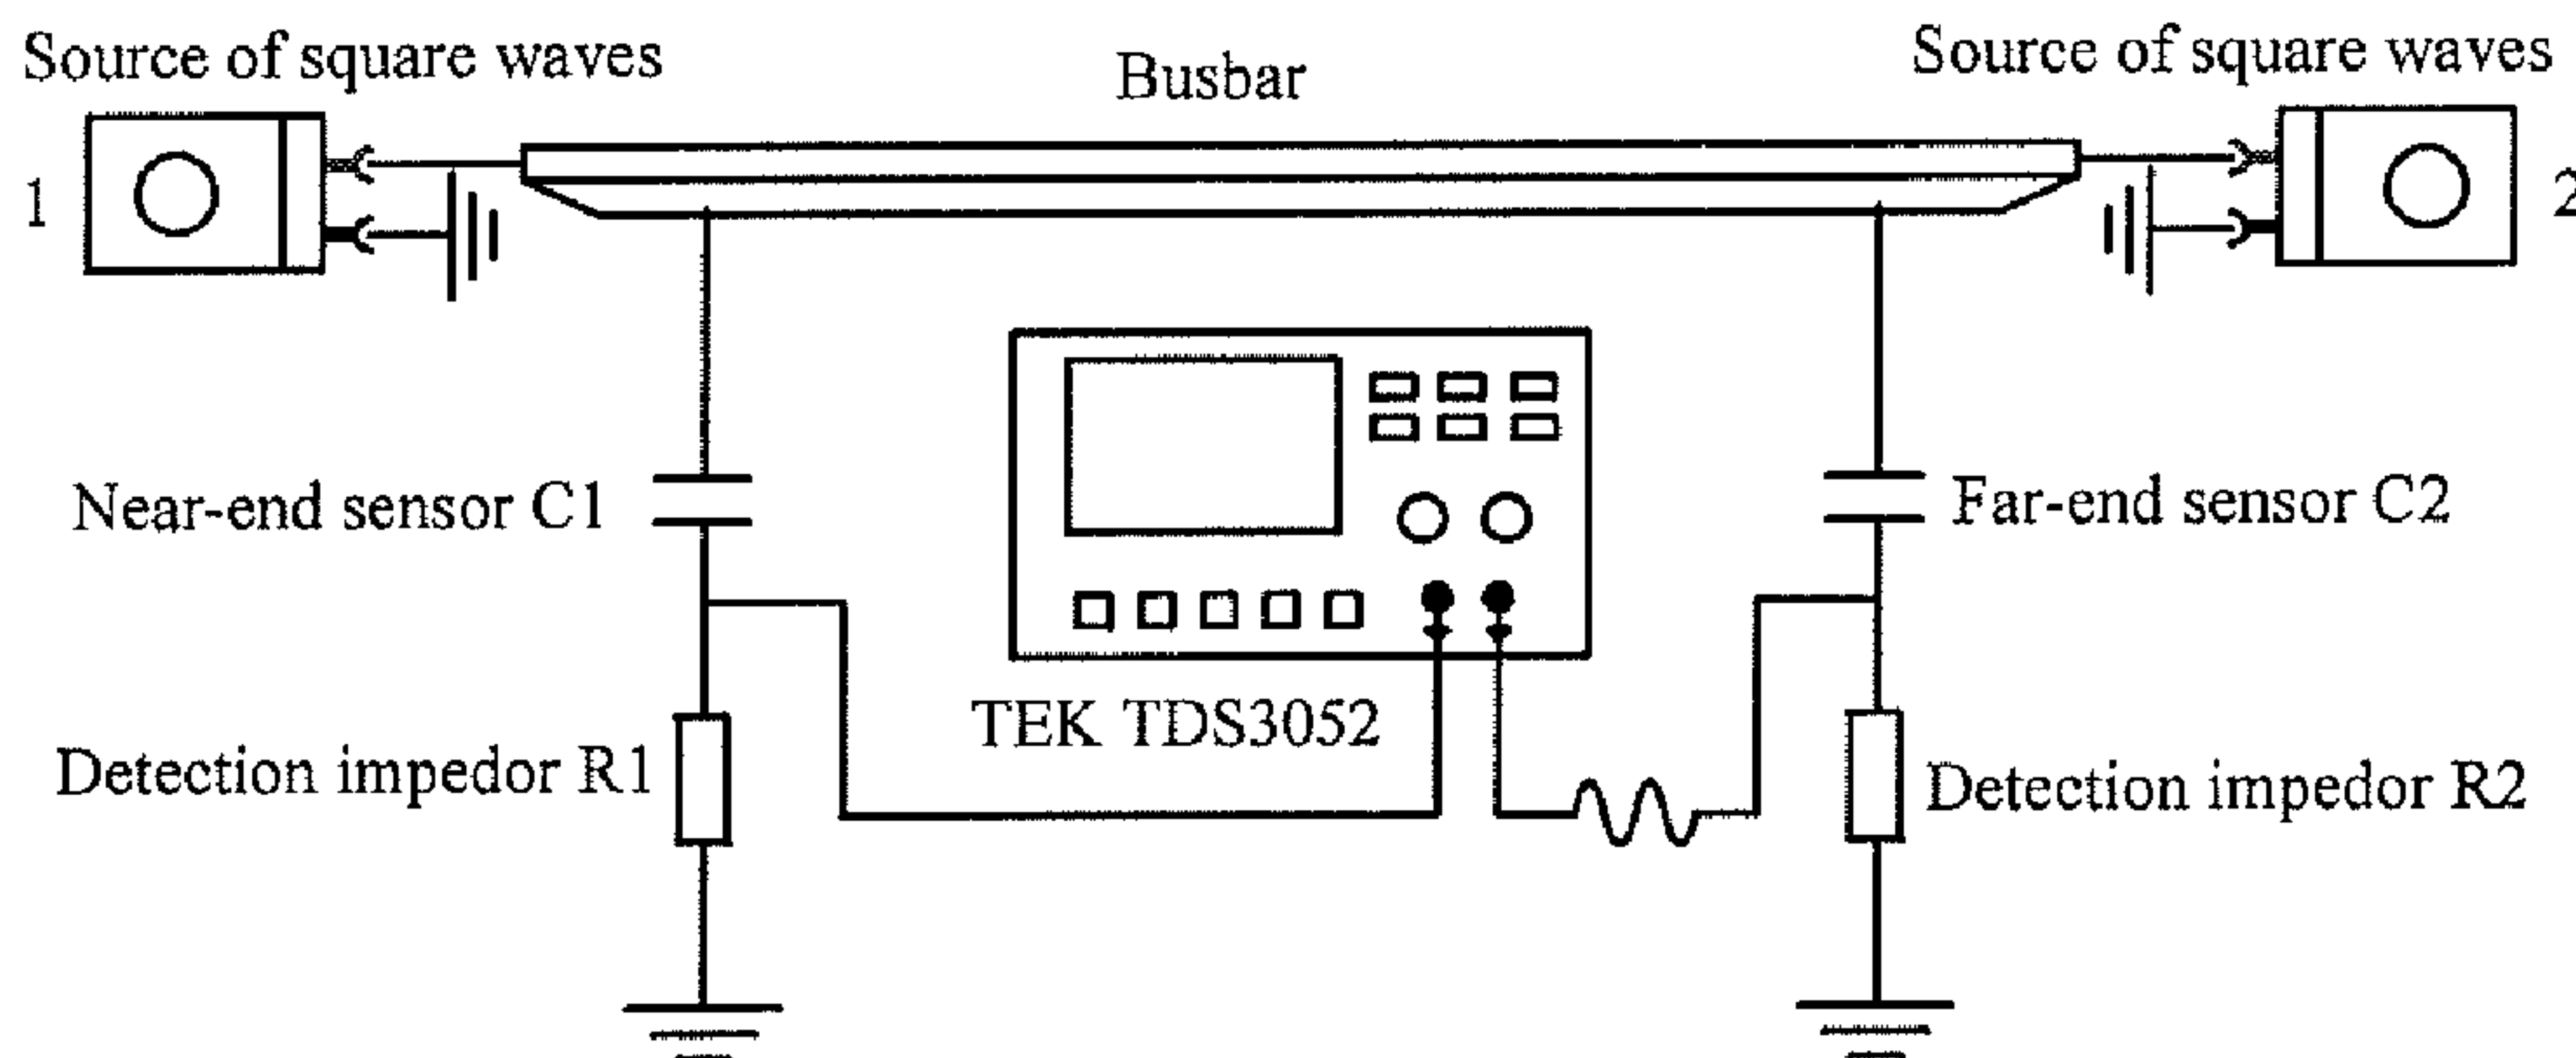 Source of square waves
Busbar
Source of square waves
1
2
Near-end sensor C1
Far-end sensor C2
TEK TDS3052
Detection impedor R1
Detection impedor R2